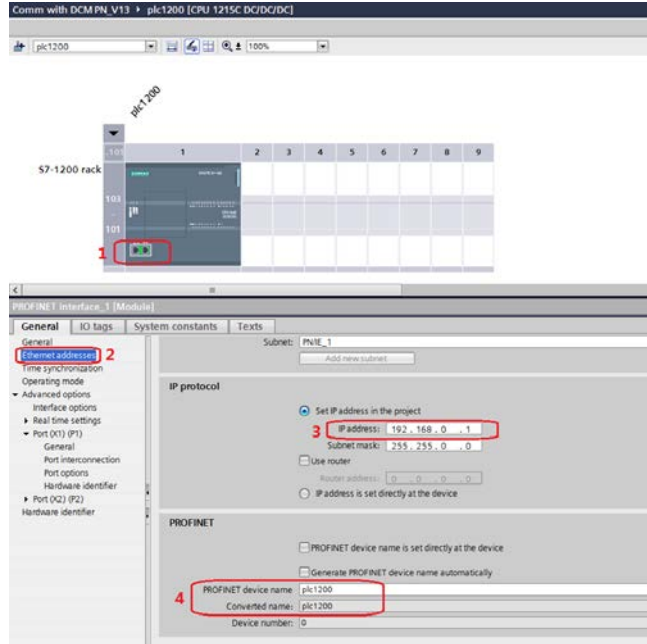 Comm with DCM PN_V13 ▸ plc1200 [CPU 1215C DC/DC/DC]
plc1200
100%
plc1200
1 2 3 4 5 6 7 8 9
S7-1200 rack
103
101
1
PROFINET interface_1 [Module]
General IO tags System constants Texts
General
Ethernet addresses 2
Time synchronization
Operating mode
Advanced options
Interface options
Real time settings
Port (X1) (P1)
General
Port interconnection
Port options
Hardware identifier
Port (X2) (P2)
Hardware identifier
Subnet: PN/IE_1
Add new subnet
IP protocol
Set IP address in the project
3 IP address: 192 . 168 . 0 . 1
Subnet mask: 255 . 255 . 0 . 0
Use router
Router address: 0 . 0 . 0 . 0
IP address is set directly at the device
PROFINET
PROFINET device name is set directly at the device
Generate PROFINET device name automatically
4
PROFINET device name plc1200
Converted name: plc1200
Device number: 0